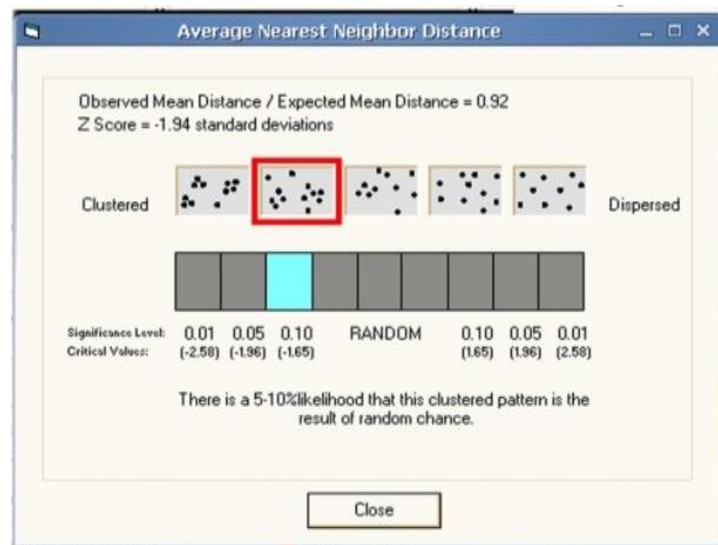 Average Nearest Neighbor Distance
Observed Mean Distance / Expected Mean Distance = 0.92
Z Score = -1.94 standard deviations
Clustered
Dispersed
Significance Level: 0.01 0.05 0.10 RANDOM 0.10 0.05 0.01
Critical Values: (-2.58) (-1.96) (-1.65) (1.65) (1.96) (2.58)
There is a 5-10%likelihood that this clustered pattern is the
result of random chance.
Close